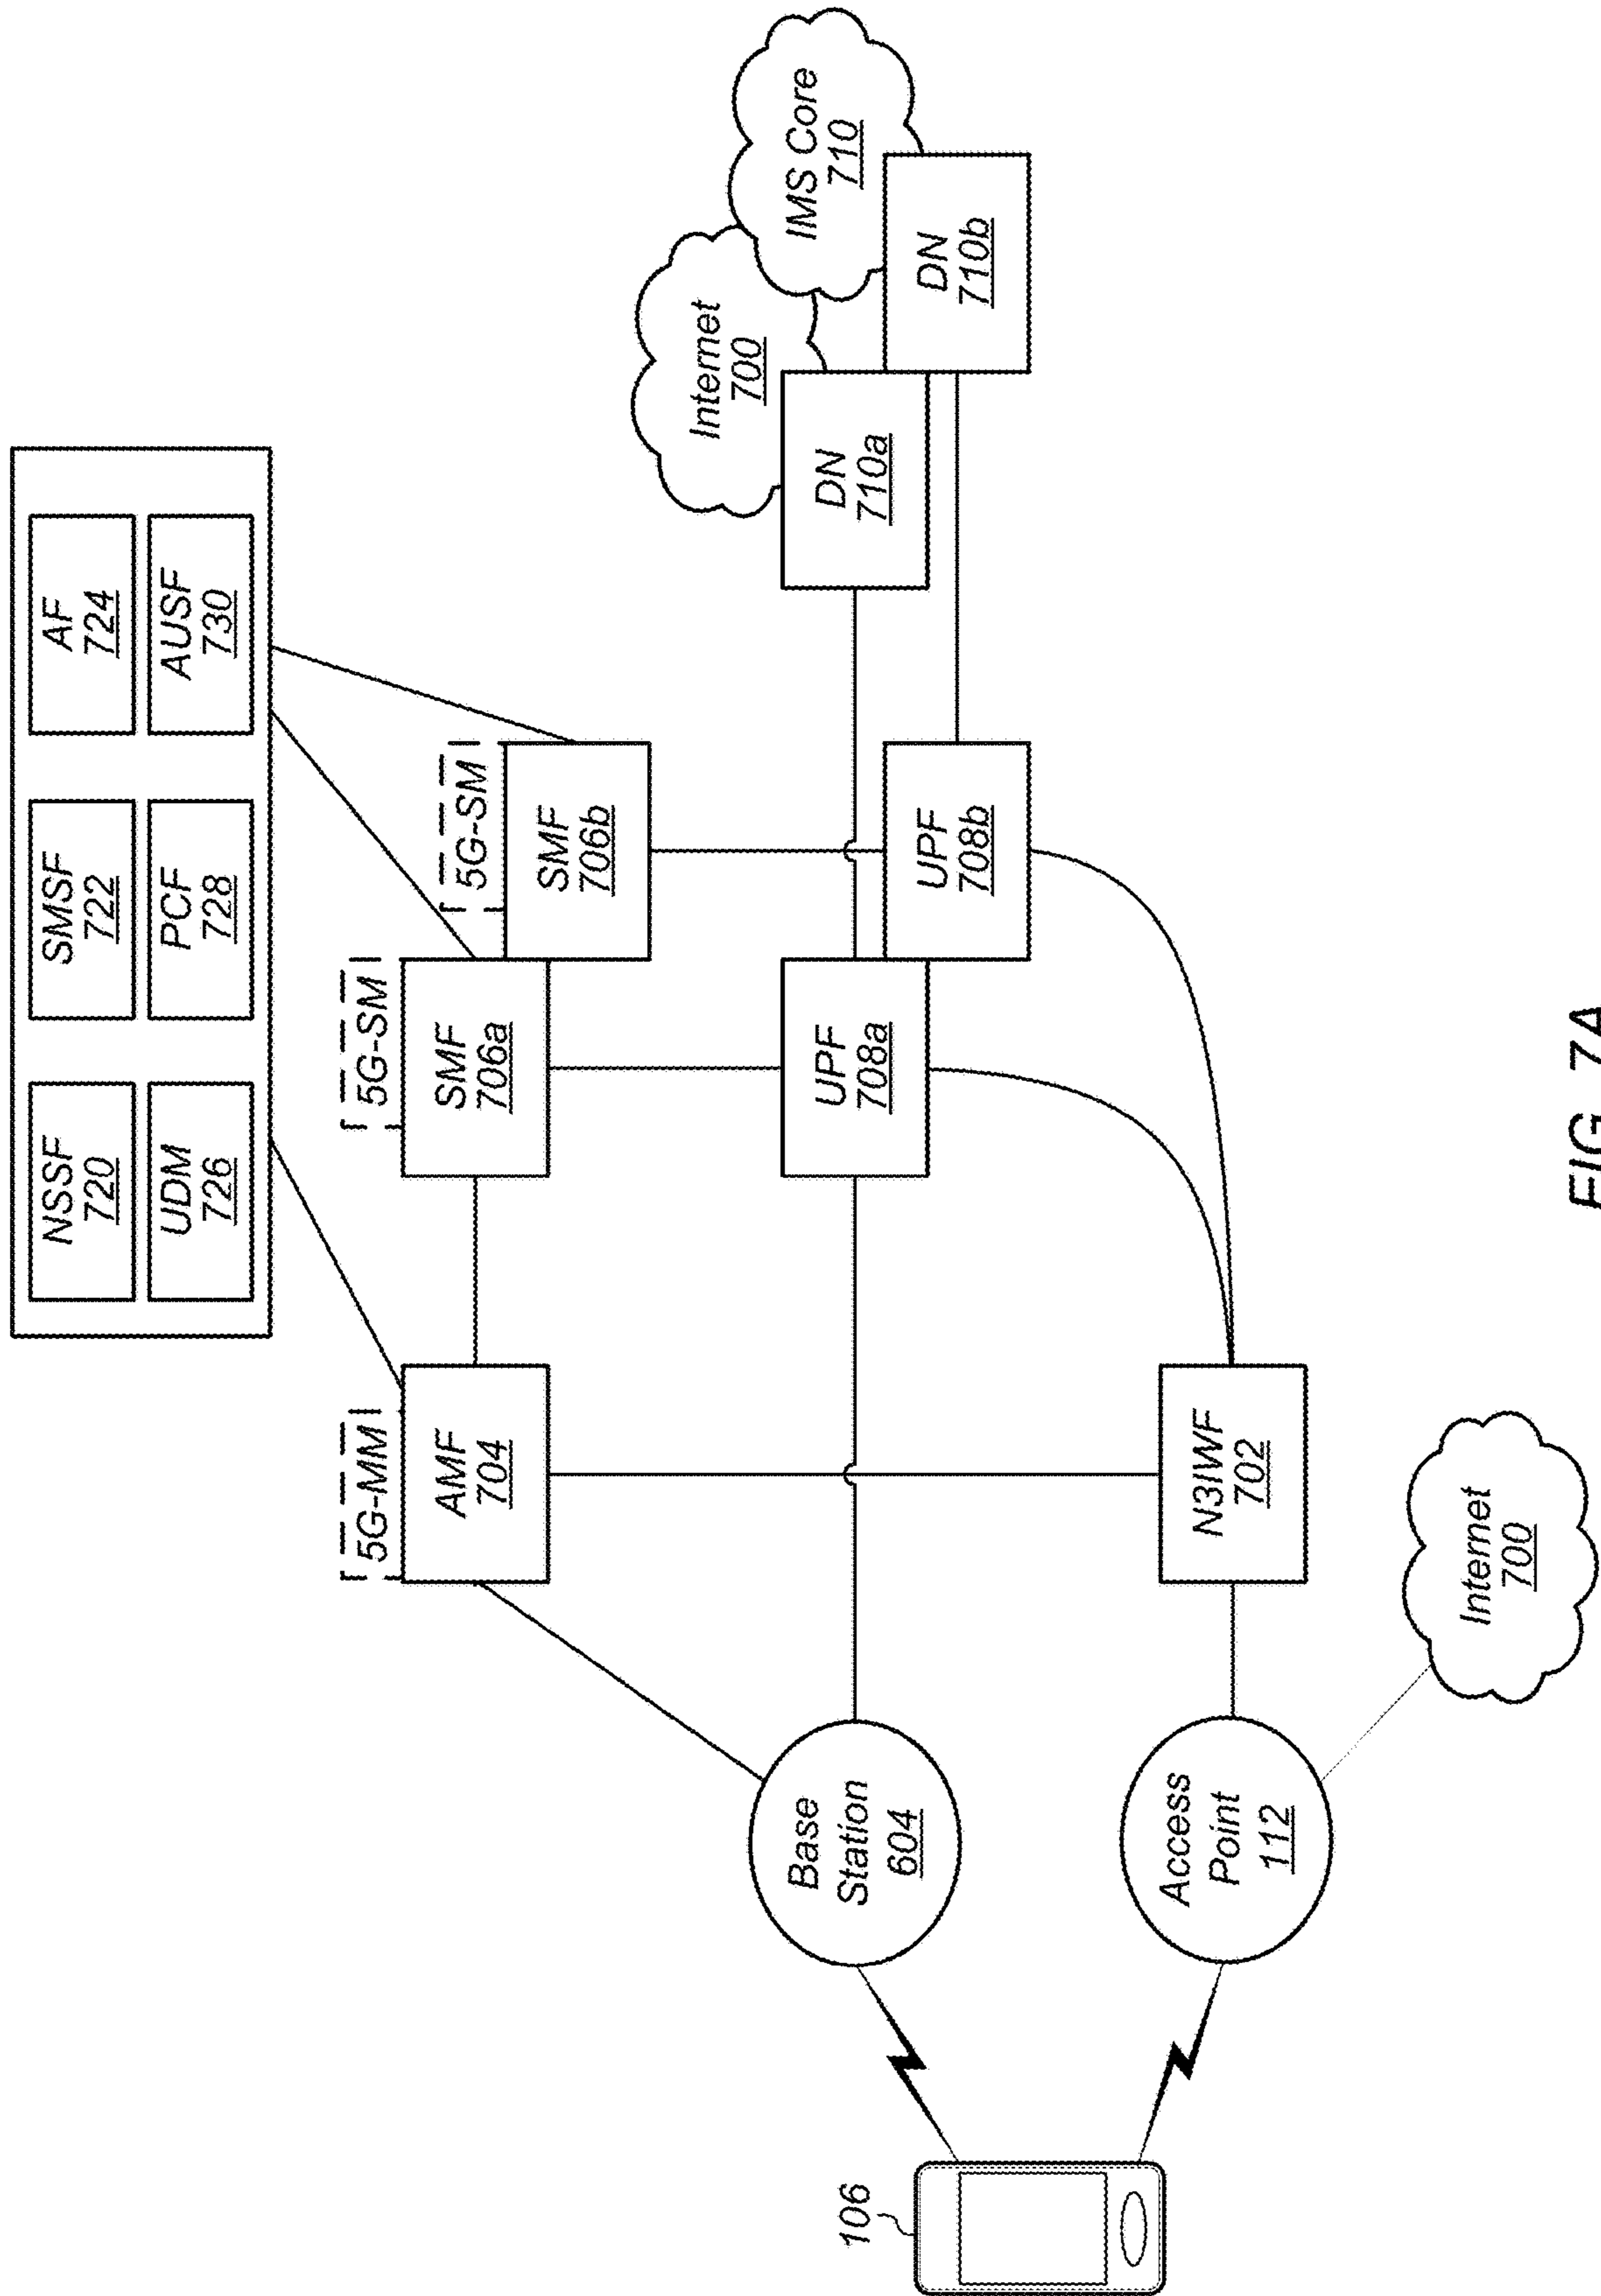 NSSF
720
SMSF
722
AF
724
UDM
726
PCF
728
AUSF
730
5G-MM
AMF
704
5G-SM
SMF
706a
5G-SM
SMF
706b
Internet
700
IMS Core
710
106
Base
Station
604
UPF
708a
UPF
708b
DN
710a
DN
710b
Access
Point
112
N3IWF
702
Internet
700
FIG. 7A